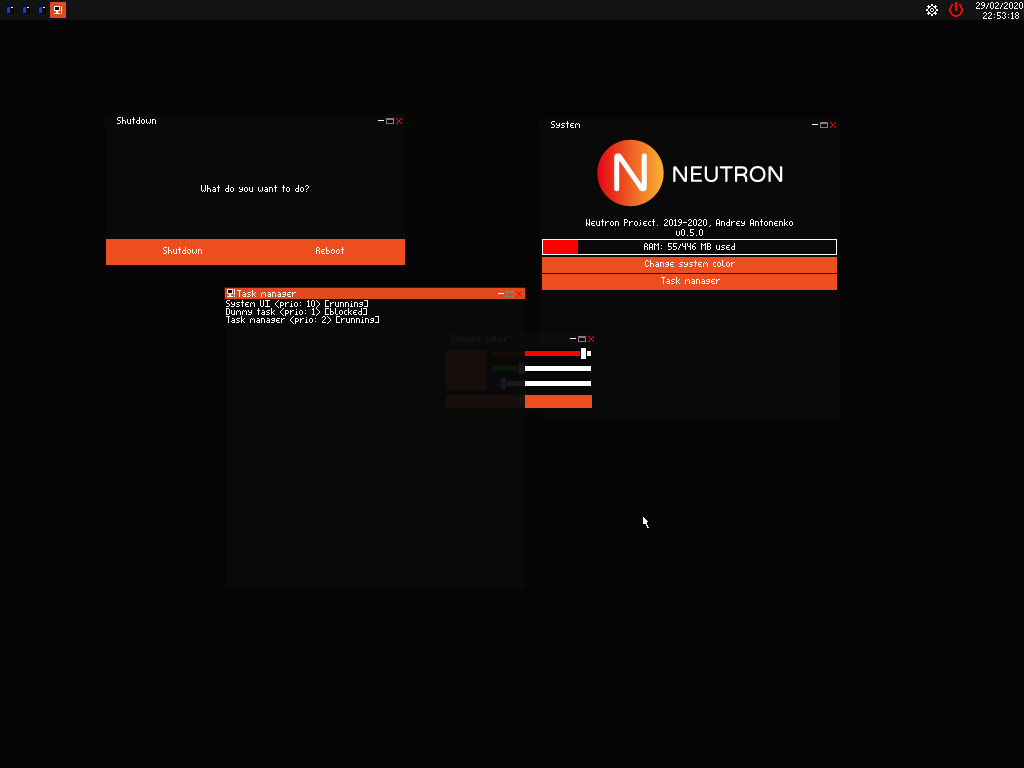 29/02/2020
22:53:18
Shutdown
What do you want to do?
Shutdown
Reboot
System
N NEUTRON
Neutron Project. 2019-2020, Andrey Antonenko
v0.5.0
RAM: 55/446 MB used
Change system color
Task manager
Task manager
System UI (prio: 10) [running]
Dummy task (prio: 1) [blocked]
Task manager (prio: 2) [running]
Choose color